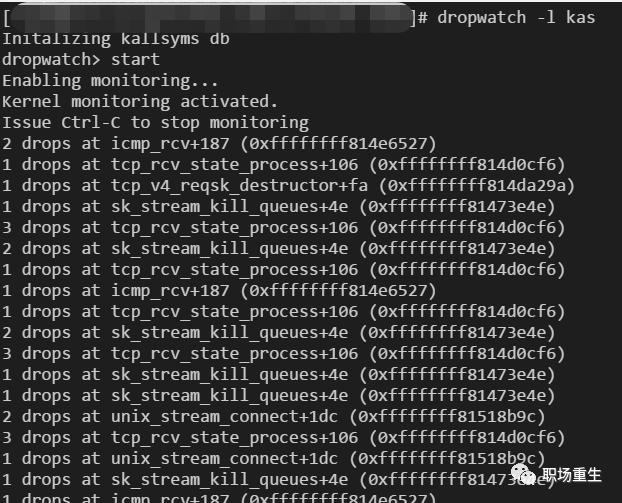 [ ]# dropwatch -l kas
Initalizing kallsyms db
dropwatch> start
Enabling monitoring...
Kernel monitoring activated.
Issue Ctrl-C to stop monitoring
2 drops at icmp_rcv+187 (0xffffffff814e6527)
1 drops at tcp_rcv_state_process+106 (0xffffffff814d0cf6)
1 drops at tcp_v4_reqsk_destructor+fa (0xffffffff814da29a)
1 drops at sk_stream_kill_queues+4e (0xffffffff81473e4e)
3 drops at tcp_rcv_state_process+106 (0xffffffff814d0cf6)
2 drops at sk_stream_kill_queues+4e (0xffffffff81473e4e)
1 drops at tcp_rcv_state_process+106 (0xffffffff814d0cf6)
1 drops at icmp_rcv+187 (0xffffffff814e6527)
1 drops at tcp_rcv_state_process+106 (0xffffffff814d0cf6)
2 drops at sk_stream_kill_queues+4e (0xffffffff81473e4e)
3 drops at tcp_rcv_state_process+106 (0xffffffff814d0cf6)
1 drops at sk_stream_kill_queues+4e (0xffffffff81473e4e)
1 drops at sk_stream_kill_queues+4e (0xffffffff81473e4e)
2 drops at unix_stream_connect+1dc (0xffffffff81518b9c)
3 drops at tcp_rcv_state_process+106 (0xffffffff814d0cf6)
1 drops at unix_stream_connect+1dc (0xffffffff81518b9c)
1 drops at sk_stream_kill_queues+4e (0xffffffff81473e4e)
职场重生
1 drops at icmp_rcv+187 (0xffffffff814e6527)